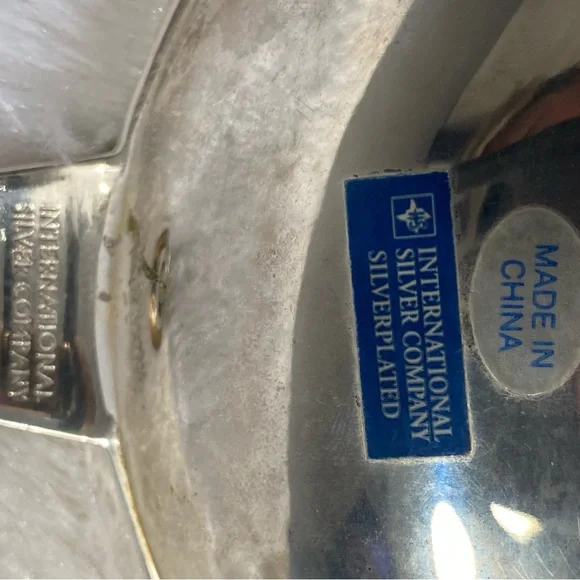 INTERNATIONAL
SILVER COMPANY
INTERNATIONAL
SILVER COMPANY
SILVERPLATED
MADE IN
CHINA